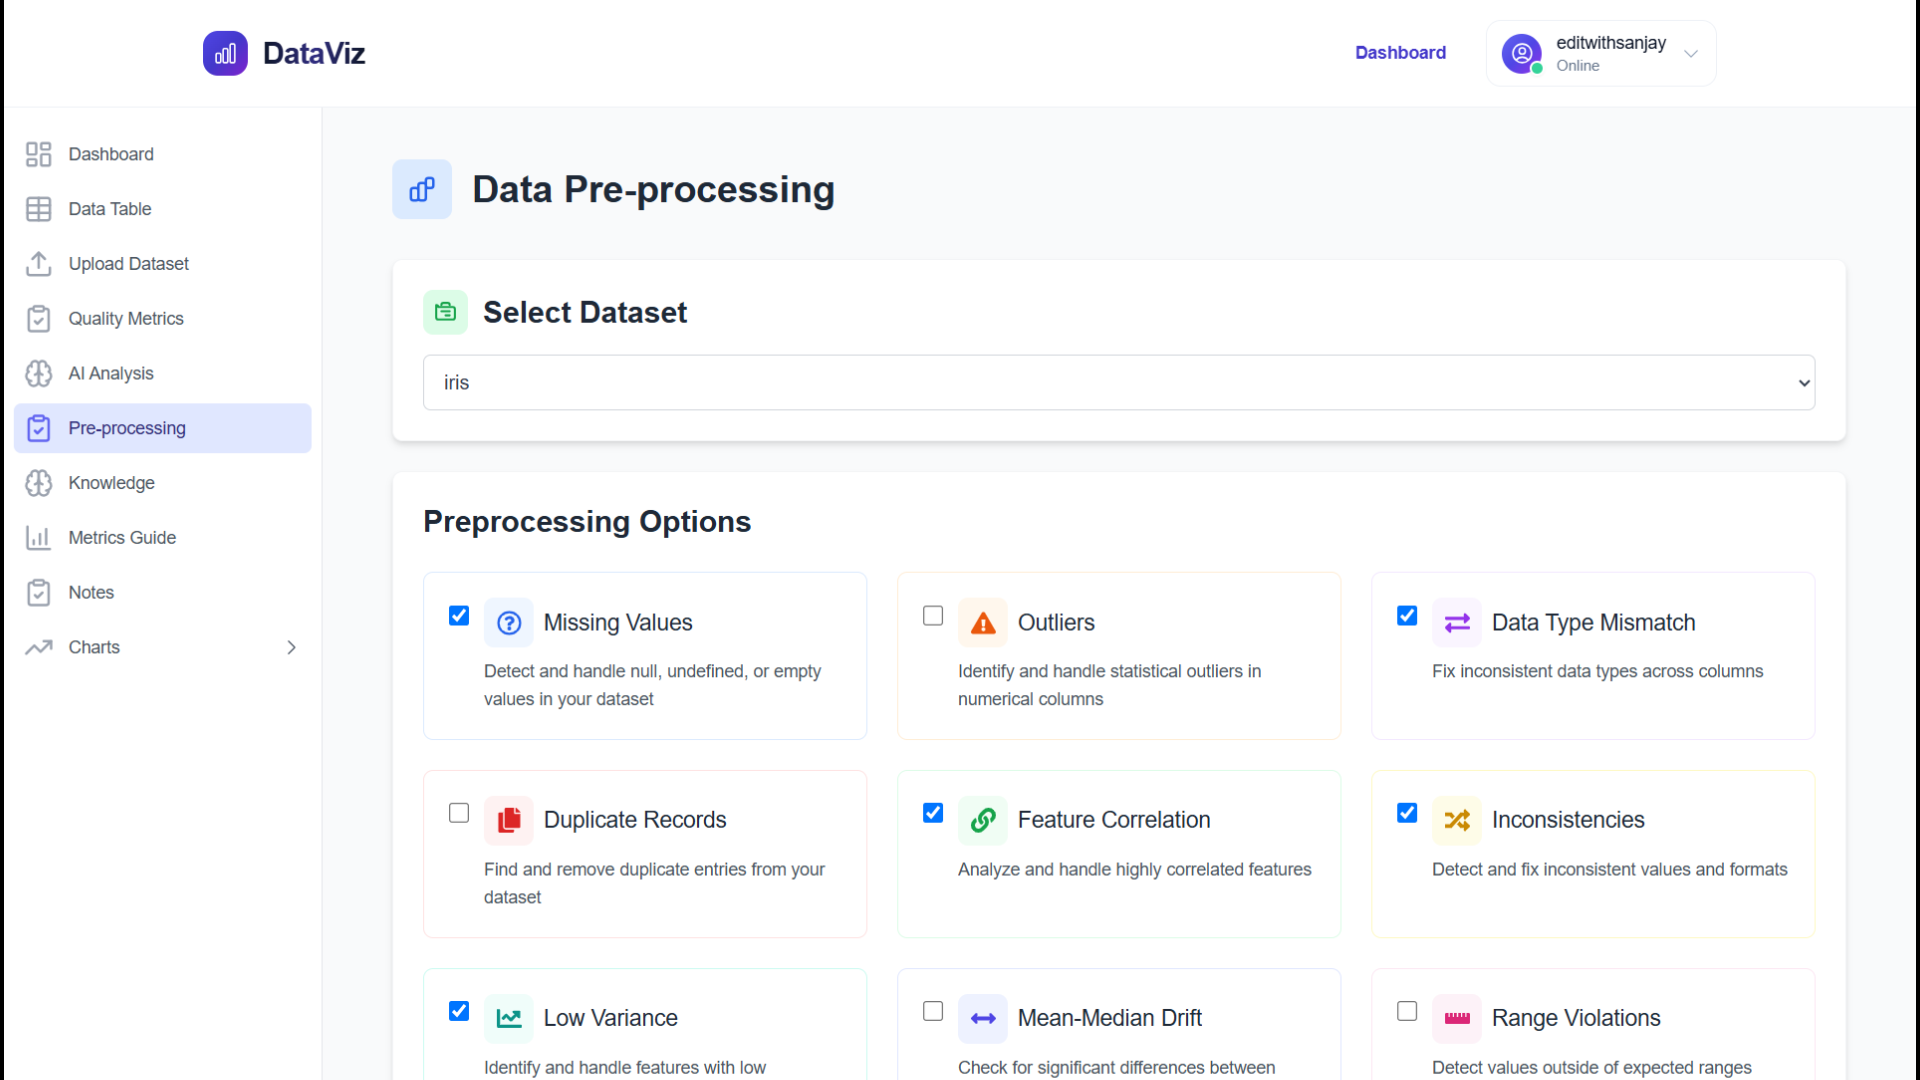 DataViz
Dashboard
editwithsanjay
Online
Dashboard
Data Table
Upload Dataset
Quality Metrics
AI Analysis
Pre-processing
Knowledge
Metrics Guide
Notes
Charts
Data Pre-processing
Select Dataset
iris
Preprocessing Options
Missing Values
Detect and handle null, undefined, or empty
values in your dataset
Outliers
Identify and handle statistical outliers in
numerical columns
Data Type Mismatch
Fix inconsistent data types across columns
Duplicate Records
Find and remove duplicate entries from your
dataset
Feature Correlation
Analyze and handle highly correlated features
Inconsistencies
Detect and fix inconsistent values and formats
Low Variance
Identify and handle features with low
Mean-Median Drift
Check for significant differences between
Range Violations
Detect values outside of expected ranges